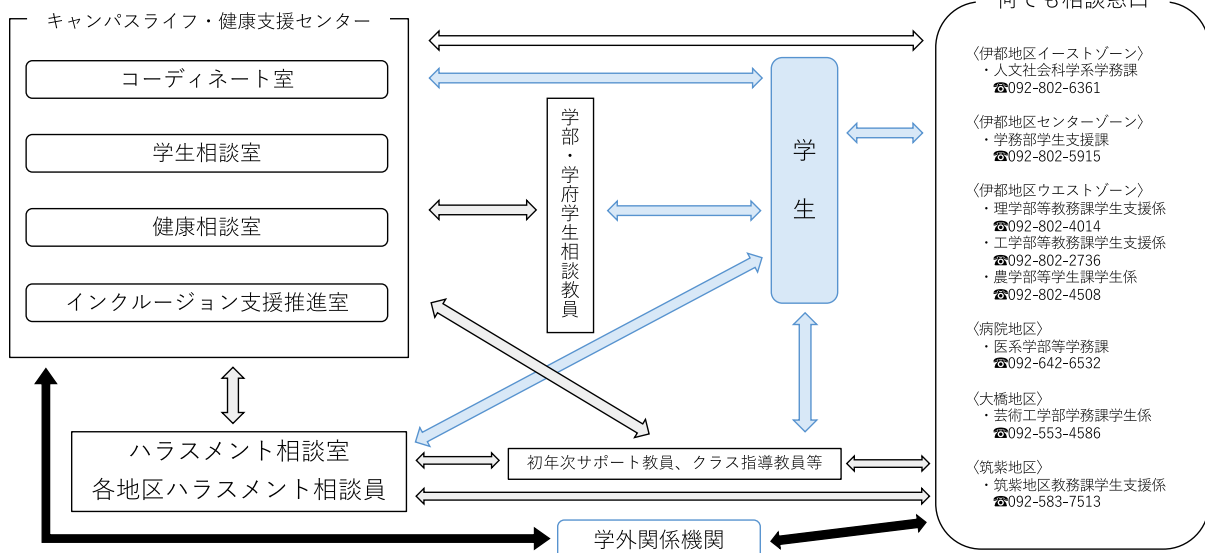 キャンパスライフ・健康支援センター
コーディネート室
学生相談室
健康相談室
インクルージョン支援推進室
学部・学府学生相談教員
学生
ハラスメント相談室
各地区ハラスメント相談員
初年次サポート教員、クラス指導教員等
学外関係機関
何でも相談窓口
〈伊都地区イーストゾーン〉
・人文社会科学系学務課
☎092-802-6361
〈伊都地区センターゾーン〉
・学務部学生支援課
☎092-802-5915
〈伊都地区ウエストゾーン〉
・理学部等教務課学生支援係
☎092-802-4014
・工学部等教務課学生支援係
☎092-802-2736
・農学部等学生課学生係
☎092-802-4508
〈病院地区〉
・医系学部等学務課
☎092-642-6532
〈大橋地区〉
・芸術工学部学務課学生係
☎092-553-4586
〈筑紫地区〉
・筑紫地区教務課学生支援係
☎092-583-7513